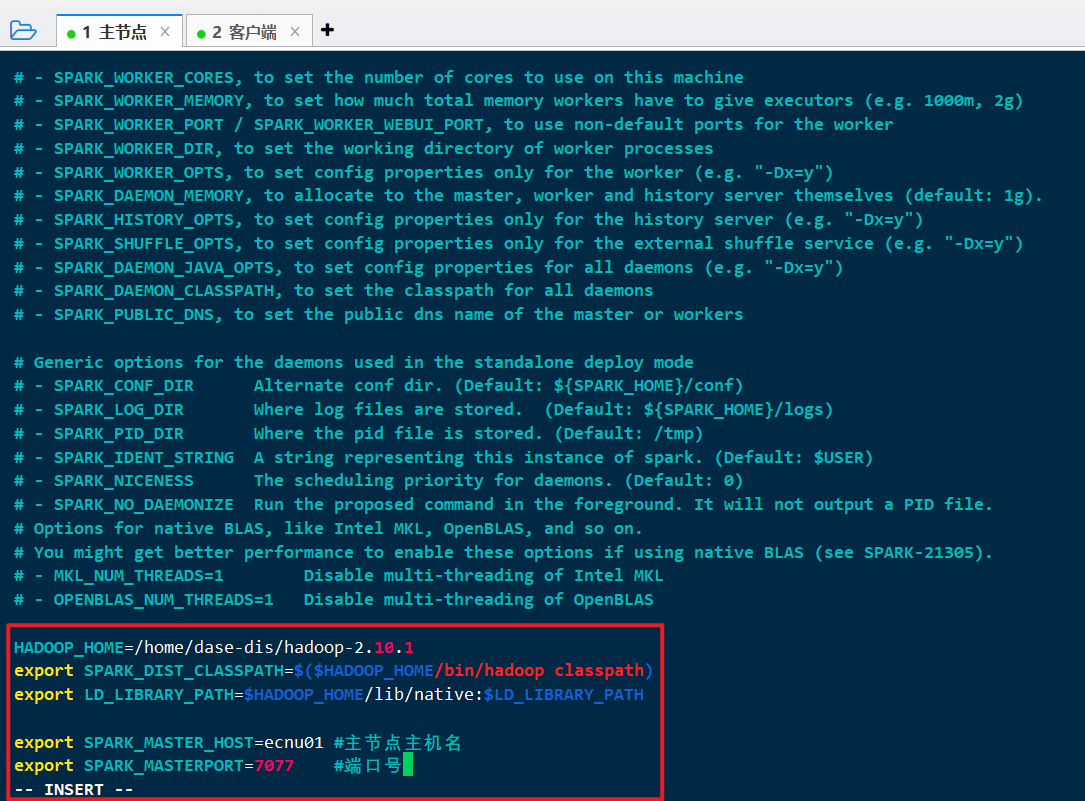 1 主节点 × 2 客户端 × +
# - SPARK_WORKER_CORES, to set the number of cores to use on this machine
# - SPARK_WORKER_MEMORY, to set how much total memory workers have to give executors (e.g. 1000m, 2g)
# - SPARK_WORKER_PORT / SPARK_WORKER_WEBUI_PORT, to use non-default ports for the worker
# - SPARK_WORKER_DIR, to set the working directory of worker processes
# - SPARK_WORKER_OPTS, to set config properties only for the worker (e.g. "-Dx=y")
# - SPARK_DAEMON_MEMORY, to allocate to the master, worker and history server themselves (default: 1g).
# - SPARK_HISTORY_OPTS, to set config properties only for the history server (e.g. "-Dx=y")
# - SPARK_SHUFFLE_OPTS, to set config properties only for the external shuffle service (e.g. "-Dx=y")
# - SPARK_DAEMON_JAVA_OPTS, to set config properties for all daemons (e.g. "-Dx=y")
# - SPARK_DAEMON_CLASSPATH, to set the classpath for all daemons
# - SPARK_PUBLIC_DNS, to set the public dns name of the master or workers
# Generic options for the daemons used in the standalone deploy mode
# - SPARK_CONF_DIR      Alternate conf dir. (Default: ${SPARK_HOME}/conf)
# - SPARK_LOG_DIR       Where log files are stored.  (Default: ${SPARK_HOME}/logs)
# - SPARK_PID_DIR       Where the pid file is stored. (Default: /tmp)
# - SPARK_IDENT_STRING  A string representing this instance of spark. (Default: $USER)
# - SPARK_NICENESS      The scheduling priority for daemons. (Default: 0)
# - SPARK_NO_DAEMONIZE  Run the proposed command in the foreground. It will not output a PID file.
# Options for native BLAS, like Intel MKL, OpenBLAS, and so on.
# You might get better performance to enable these options if using native BLAS (see SPARK-21305).
# - MKL_NUM_THREADS=1        Disable multi-threading of Intel MKL
# - OPENBLAS_NUM_THREADS=1   Disable multi-threading of OpenBLAS
HADOOP_HOME=/home/dase-dis/hadoop-2.10.1
export SPARK_DIST_CLASSPATH=$($HADOOP_HOME/bin/hadoop classpath)
export LD_LIBRARY_PATH=$HADOOP_HOME/lib/native:$LD_LIBRARY_PATH
export SPARK_MASTER_HOST=ecnu01 #主节点主机名
export SPARK_MASTERPORT=7077    #端口号
-- INSERT --